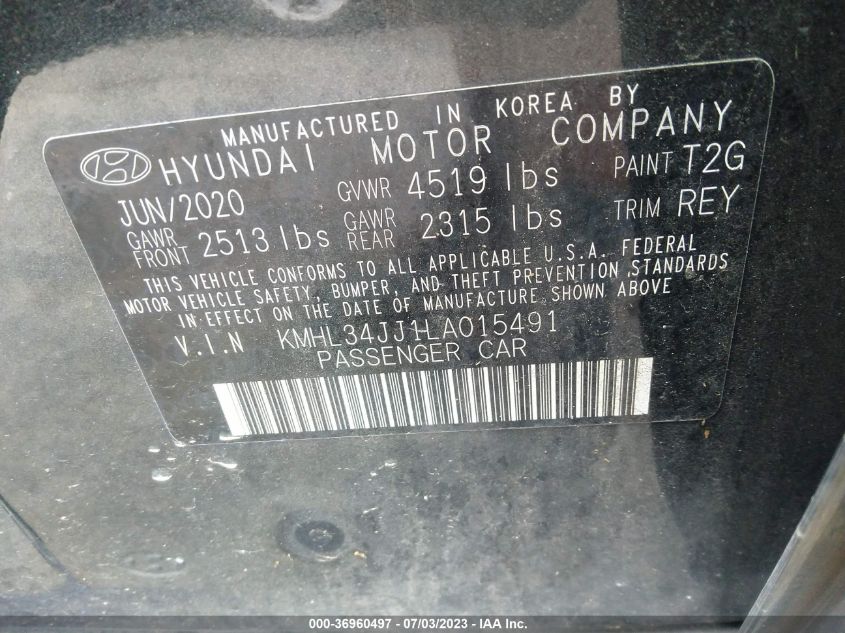 MANUFACTURED IN KOREA BY
HYUNDAI MOTOR COMPANY
JUN/2020 GVWR 4519 lbs PAINT T2G
GAWR FRONT 2513 lbs GAWR REAR 2315 lbs TRIM REY
THIS VEHICLE CONFORMS TO ALL APPLICABLE U.S.A. FEDERAL
MOTOR VEHICLE SAFETY, BUMPER, AND THEFT PREVENTION STANDARDS
IN EFFECT ON THE DATE OF MANUFACTURE SHOWN ABOVE
V.I.N KMHL34JJ1LA015491
PASSENGER CAR
000-36960497 - 07/03/2023 - IAA Inc.